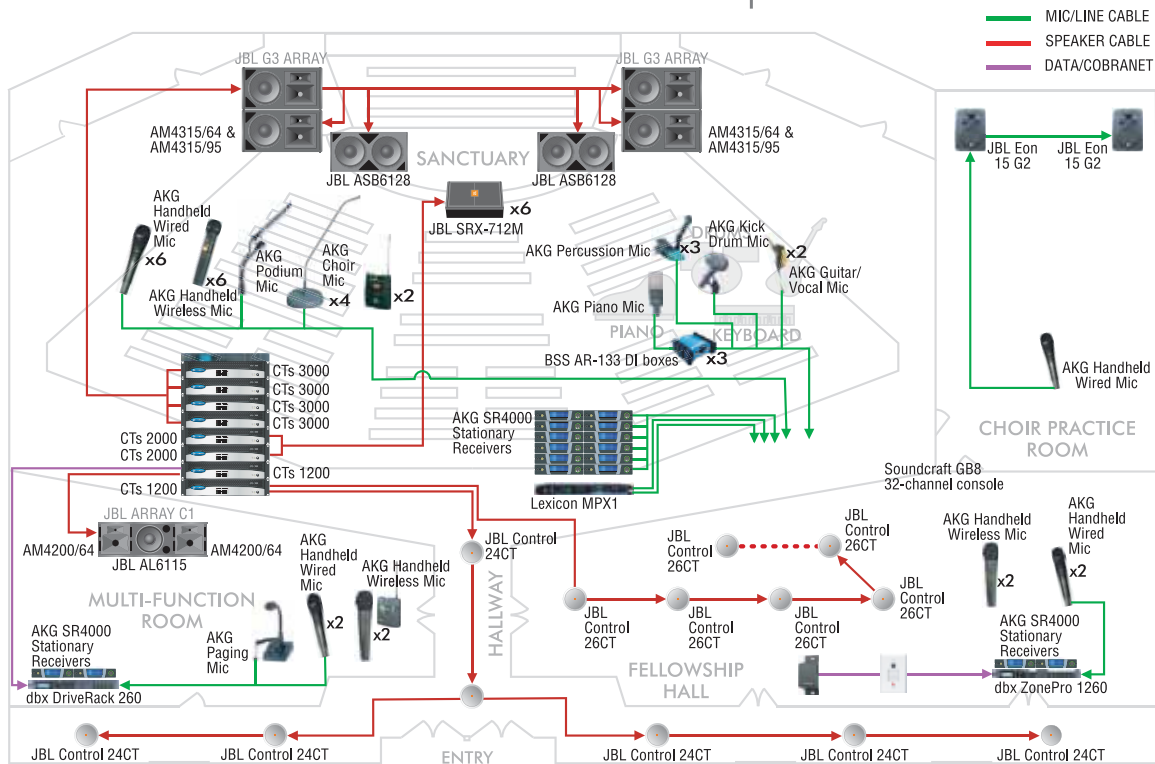 MIC/LINE CABLE
SPEAKER CABLE
DATA/COBRANET
JBL G3 ARRAY
JBL G3 ARRAY
AM4315/64 &
AM4315/95
AM4315/64 &
AM4315/95
SANCTUARY
JBL ASB6128
JBL ASB6128
x6
JBL SRX-712M
JBL Eon
15 G2
JBL Eon
15 G2
AKG
Handheld
Wired
Mic
x6
x6
AKG Handheld
Wireless Mic
AKG
Podium
Mic
AKG
Choir
Mic
x4
x2
DRUMS
AKG Percussion Mic
x3
AKG Kick
Drum Mic
x2
AKG Guitar/
Vocal Mic
AKG Piano Mic
PIANO
KEYBOARD
BSS AR-133 DI boxes
x3
AKG Handheld
Wired Mic
CHOIR PRACTICE
ROOM
CTs 3000
CTs 3000
CTs 3000
CTs 3000
CTs 2000
CTs 2000
CTs 1200
CTs 1200
AKG SR4000
Stationary
Receivers
Lexicon MPX1
Soundcraft GB8
32-channel console
JBL ARRAY C1
AM4200/64
AM4200/64
JBL AL6115
MULTI-FUNCTION
ROOM
AKG
Handheld
Wired
Mic
x2
AKG Handheld
Wireless Mic
x2
AKG
Paging
Mic
AKG SR4000
Stationary
Receivers
dbx DriveRack 260
JBL Control
24CT
HALLWAY
JBL
Control
26CT
JBL
Control
26CT
JBL
Control
26CT
JBL
Control
26CT
JBL
Control
26CT
JBL
Control
26CT
FELLOWSHIP
HALL
AKG Handheld
Wireless Mic
x2
AKG
Handheld
Wired
Mic
x2
AKG SR4000
Stationary
Receivers
dbx ZonePro 1260
JBL Control 24CT
JBL Control 24CT
ENTRY
JBL Control 24CT
JBL Control 24CT
JBL Control 24CT